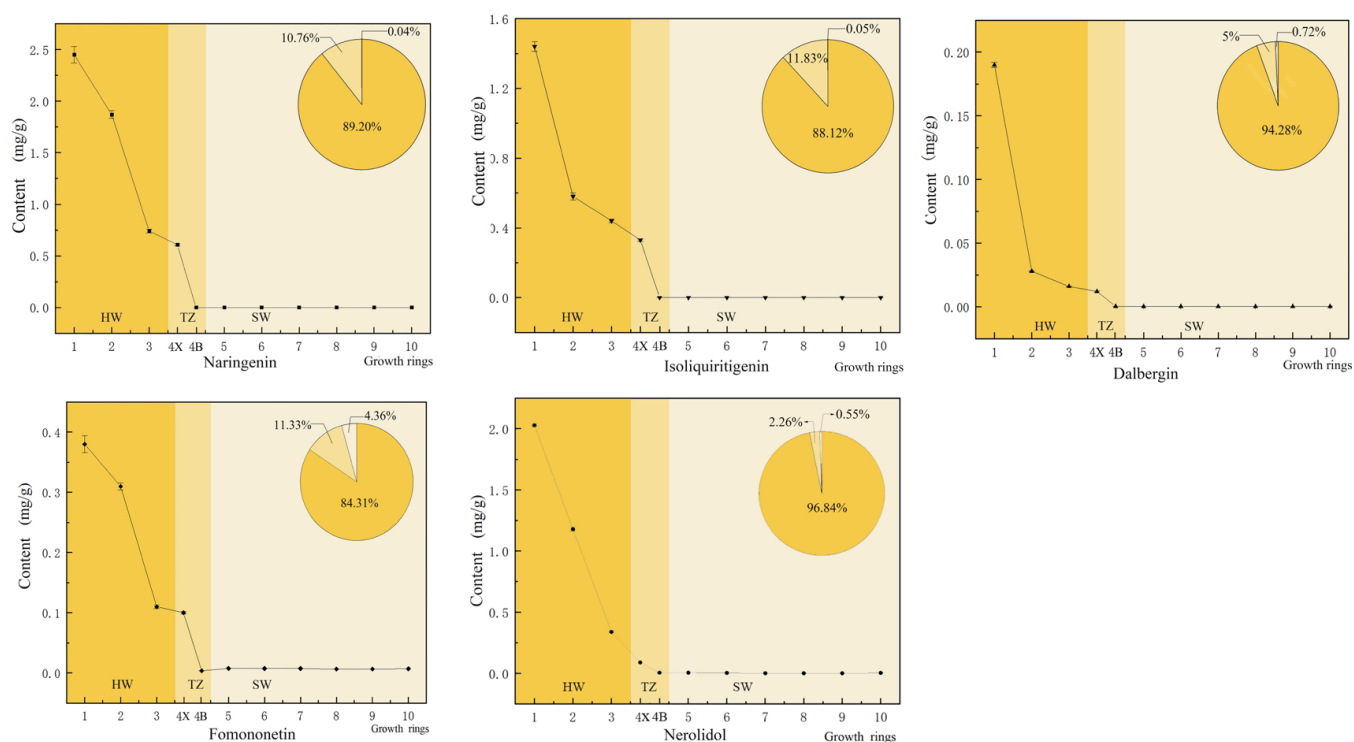 10.76% 0.04%
89.20%
Content (mg/g)
2.5
2.0
1.5
1.0
0.5
0.0
HW TZ SW
1 2 3 4X 4B 5 6 7 8 9 10
Naringenin Growth rings
0.05%
11.83%
88.12%
Content (mg/g)
1.6
1.2
0.8
0.4
0.0
HW TZ SW
1 2 3 4X 4B 5 6 7 8 9 10
Isoliquiritigenin Growth rings
5% 0.72%
94.28%
Content (mg/g)
0.20
0.15
0.10
0.05
0.00
HW TZ SW
1 2 3 4X 4B 5 6 7 8 9 10
Growth rings
Dalbergin
11.33% 4.36%
84.31%
Content (mg/g)
0.4
0.3
0.2
0.1
0.0
HW TZ SW
1 2 3 4X 4B 5 6 7 8 9 10
Fomononetin Growth rings
2.26% 0.55%
96.84%
Content (mg/g)
2.0
1.5
1.0
0.5
0.0
HW TZ SW
1 2 3 4X 4B 5 6 7 8 9 10
Nerolidol Growth rings